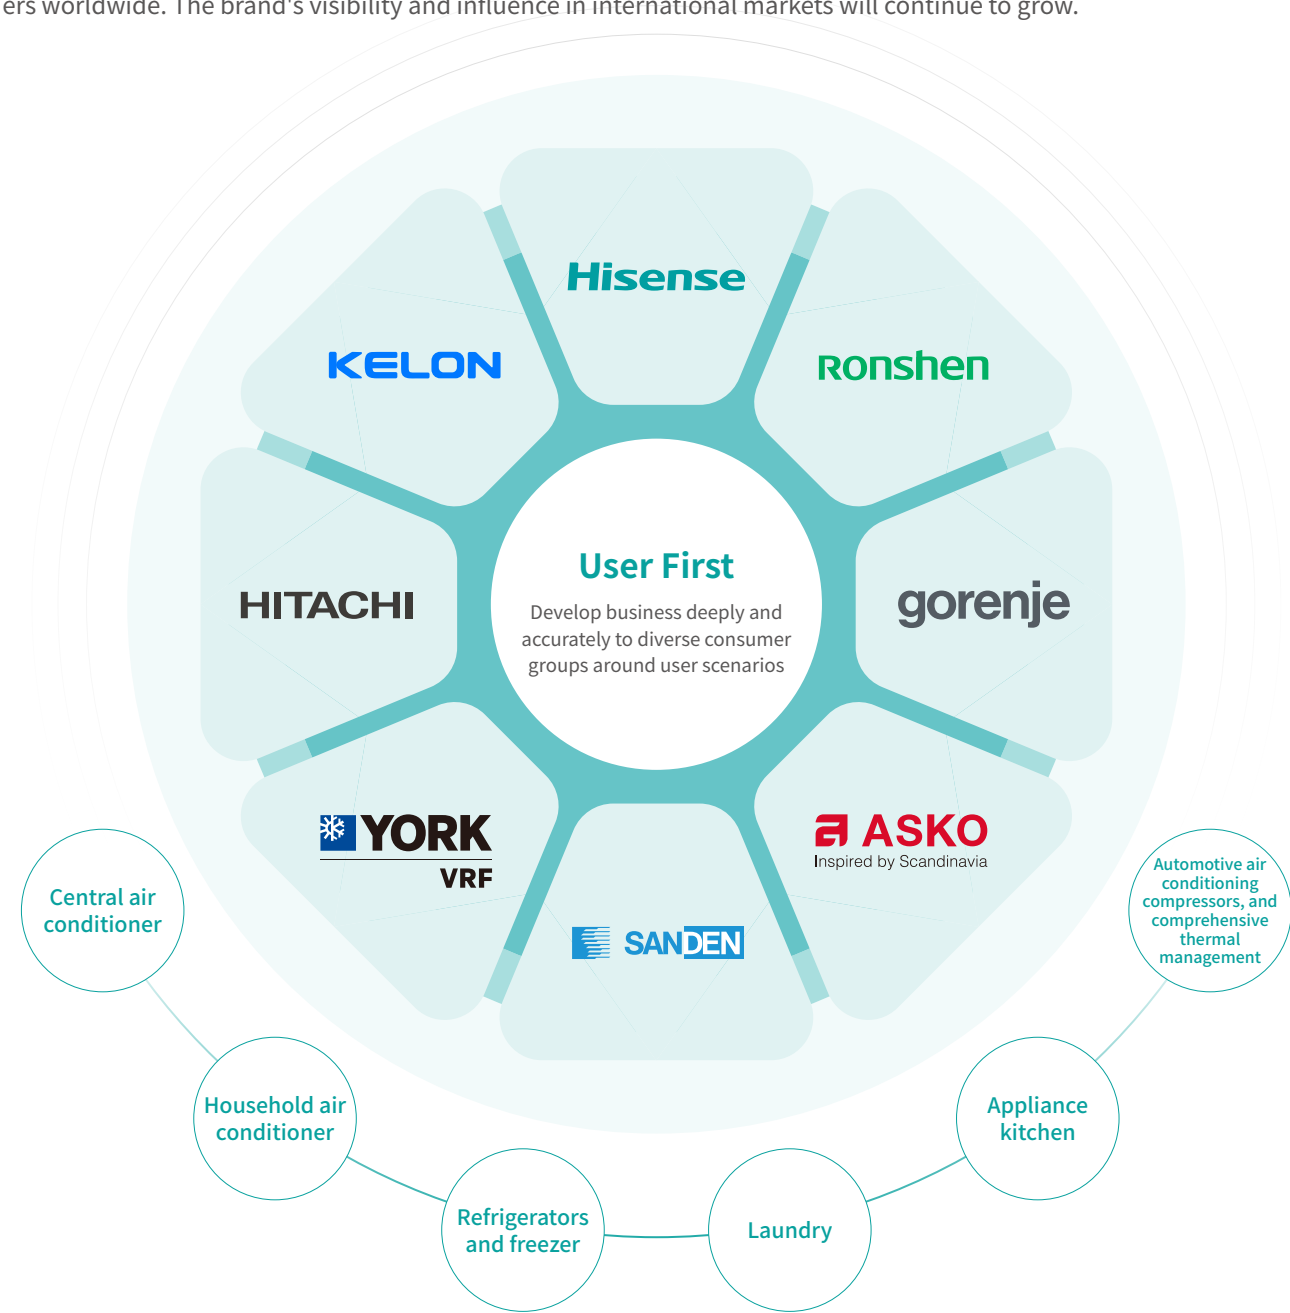 ers worldwide. The brand's visibility and influence in international markets will continue to grow.
Hisense
KELON
Ronshen
HITACHI
gorenje
User First
Develop business deeply and
accurately to diverse consumer
groups around user scenarios
YORK
VRF
ASKO
Inspired by Scandinavia
SANDEN
Central air
conditioner
Household air
conditioner
Refrigerators
and freezer
Laundry
Appliance
kitchen
Automotive air
conditioning
compressors, and
comprehensive
thermal
management